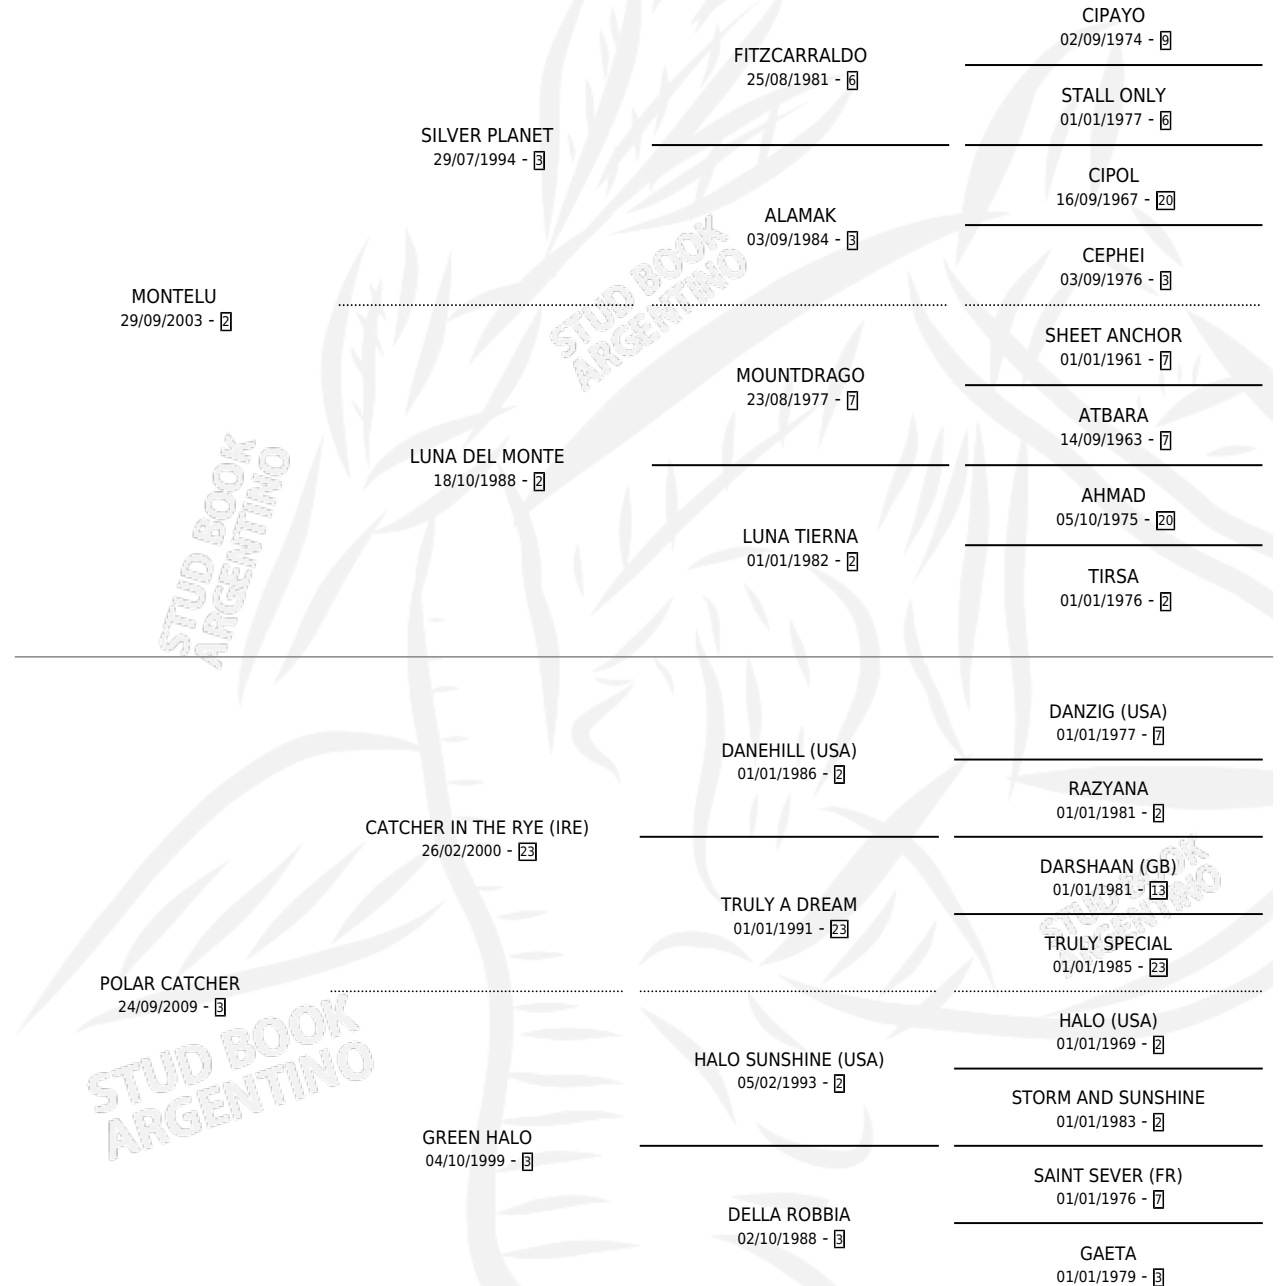 CIPAYO
02/09/1974 - 9
FITZCARRALDO
25/08/1981 - 6
STALL ONLY
01/01/1977 - 6
SILVER PLANET
29/07/1994 - 3
CIPOL
16/09/1967 - 20
ALAMAK
03/09/1984 - 3
CEPHEI
03/09/1976 - 3
MONTELU
29/09/2003 - 2
SHEET ANCHOR
01/01/1961 - 7
MOUNTDRAGO
23/08/1977 - 7
ATBARA
14/09/1963 - 7
LUNA DEL MONTE
18/10/1988 - 2
AHMAD
05/10/1975 - 20
LUNA TIERNA
01/01/1982 - 2
TIRSA
01/01/1976 - 2
STUD BOOK
ARGENTINO
STUD BOOK
ARGENTINO
DANZIG (USA)
01/01/1977 - 7
DANEHILL (USA)
01/01/1986 - 2
RAZYANA
01/01/1981 - 2
CATCHER IN THE RYE (IRE)
26/02/2000 - 23
DARSHAAN (GB)
01/01/1981 - 13
TRULY A DREAM
01/01/1991 - 23
TRULY SPECIAL
01/01/1985 - 23
STUD BOOK
ARGENTINO
POLAR CATCHER
24/09/2009 - 3
HALO (USA)
01/01/1969 - 2
HALO SUNSHINE (USA)
05/02/1993 - 2
STORM AND SUNSHINE
01/01/1983 - 2
STUD BOOK
ARGENTINO
GREEN HALO
04/10/1999 - 3
SAINT SEVER (FR)
01/01/1976 - 7
DELLA ROBBIA
02/10/1988 - 3
GAETA
01/01/1979 - 3